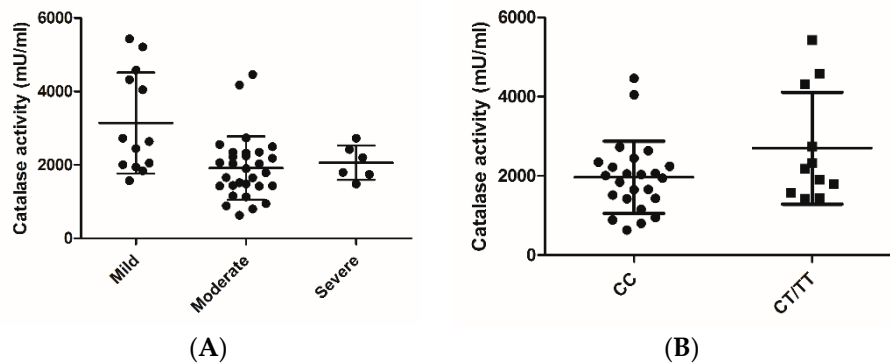 Catalase activity (mU/ml)
6000
4000
2000
0
Mild
Moderate
Severe
(A)
Catalase activity (mU/ml)
6000
4000
2000
0
CC
CT/TT
(B)